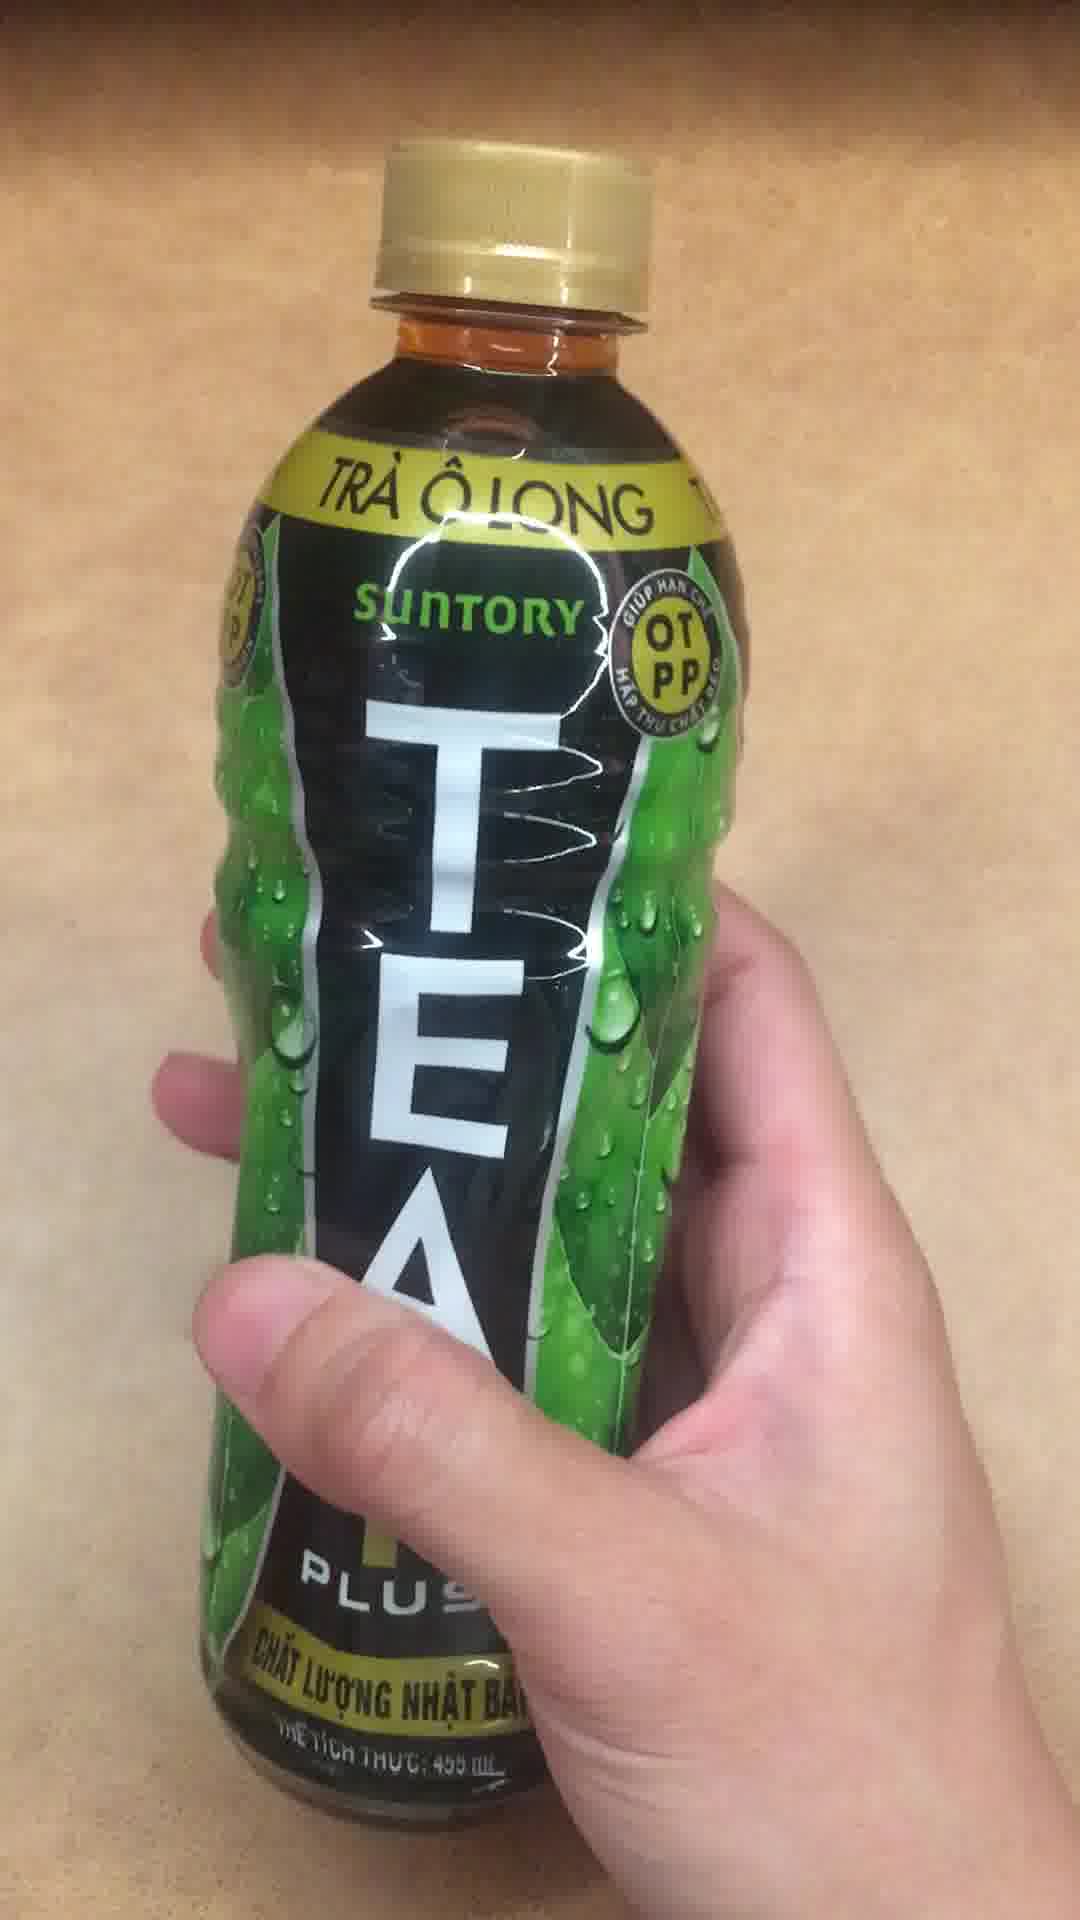 TRÀ Ô LONG
SUNTORY
GIÚP HẠN CHẾ
OT
PP
HẤP THU CHẤT BÉO
TEA
PLUS
CHẤT LƯỢNG NHẬT BẢN
THỂ TÍCH THỰC: 455 mL